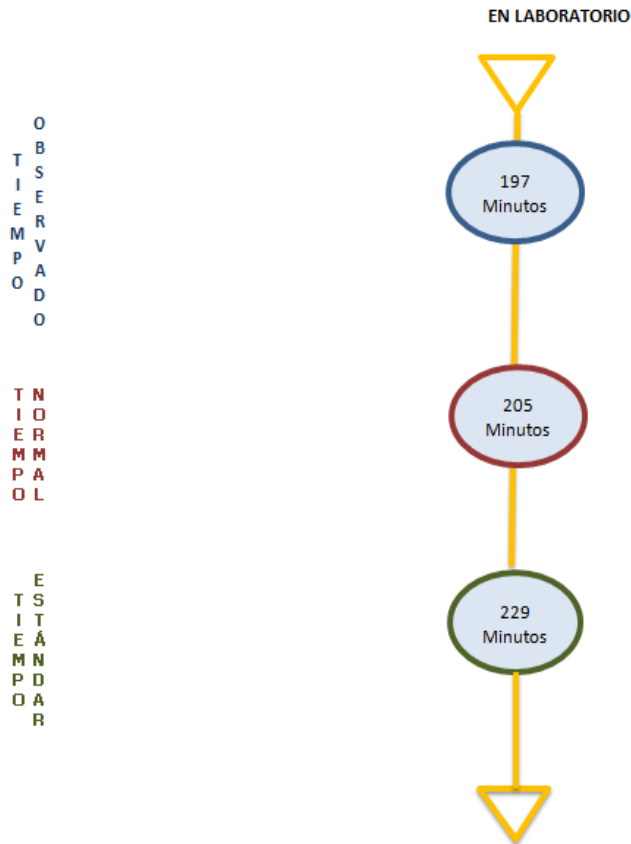 EN LABORATORIO
TIEMPO
OBSERVADO
197
Minutos
TIEMPO
NORMAL
205
Minutos
TIEMPO
ESTÁNDAR
229
Minutos